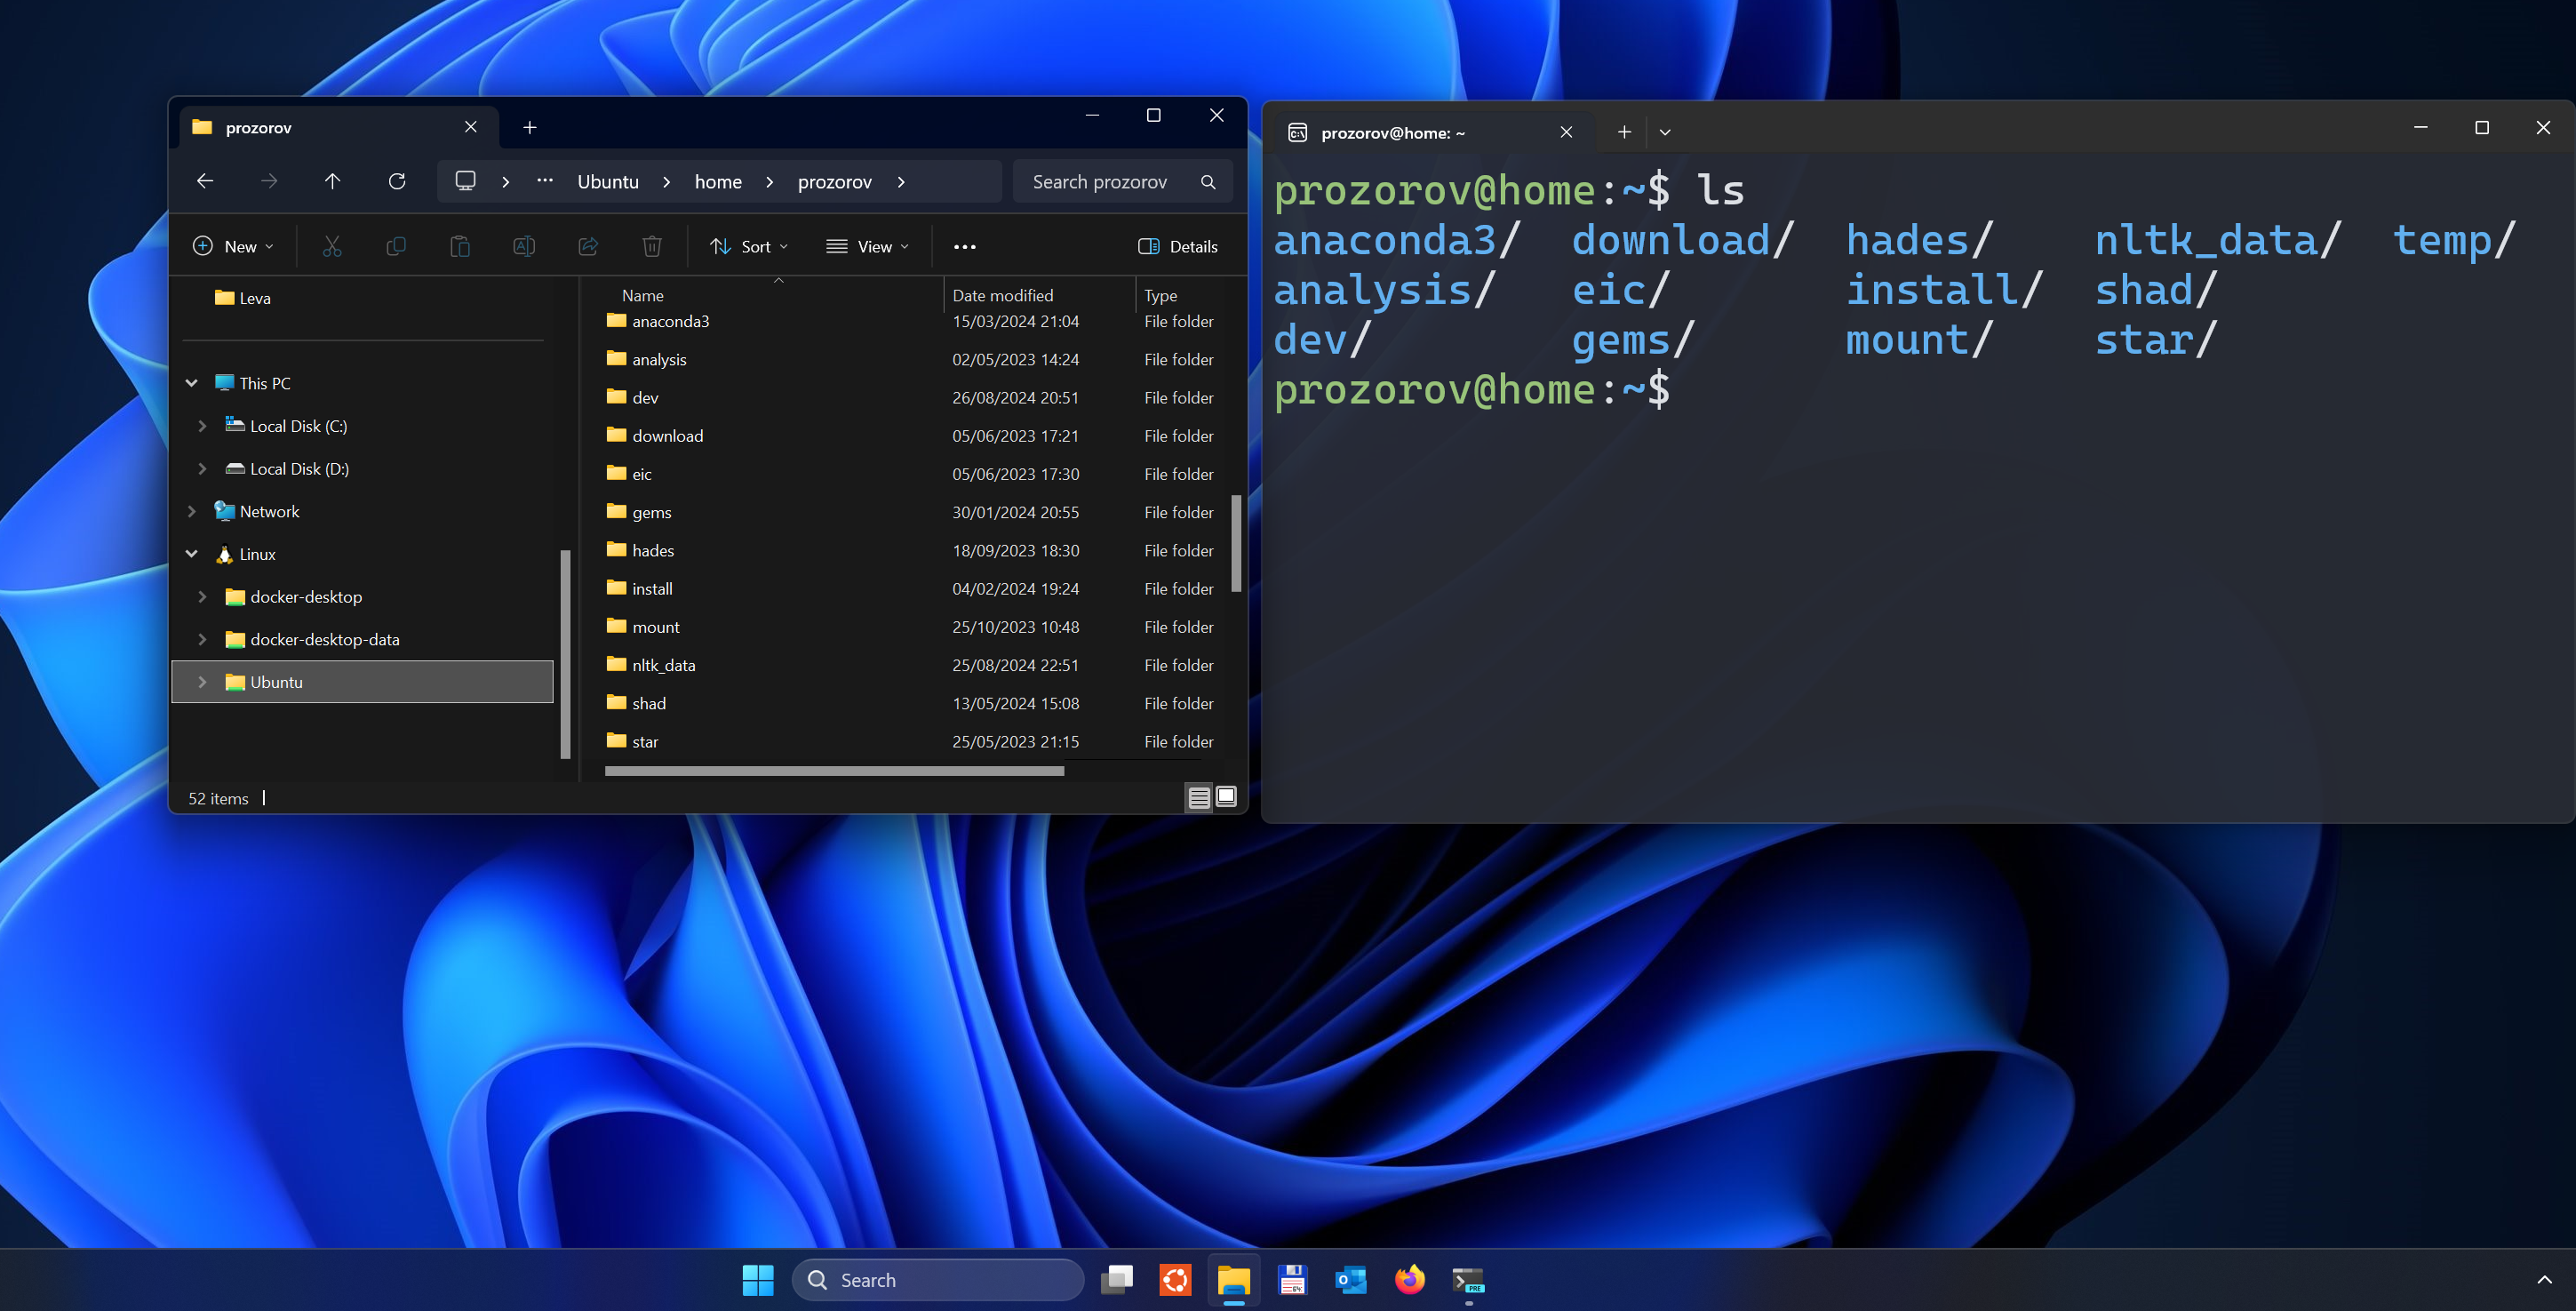 prozorov
Ubuntu home prozorov
Search prozorov
New Sort View Details
Leva
This PC
Local Disk (C:)
Local Disk (D:)
Network
Linux
docker-desktop
docker-desktop-data
Ubuntu
Name Date modified Type
anaconda3 15/03/2024 21:04 File folder
analysis 02/05/2023 14:24 File folder
dev 26/08/2024 20:51 File folder
download 05/06/2023 17:21 File folder
eic 05/06/2023 17:30 File folder
gems 30/01/2024 20:55 File folder
hades 18/09/2023 18:30 File folder
install 04/02/2024 19:24 File folder
mount 25/10/2023 10:48 File folder
nltk_data 25/08/2024 22:51 File folder
shad 13/05/2024 15:08 File folder
star 25/05/2023 21:15 File folder
52 items
prozorov@home: ~
prozorov@home:~$ ls
anaconda3/ download/ hades/ nltk_data/ temp/
analysis/ eic/ install/ shad/
dev/ gems/ mount/ star/
prozorov@home:~$
Search
64
PRE